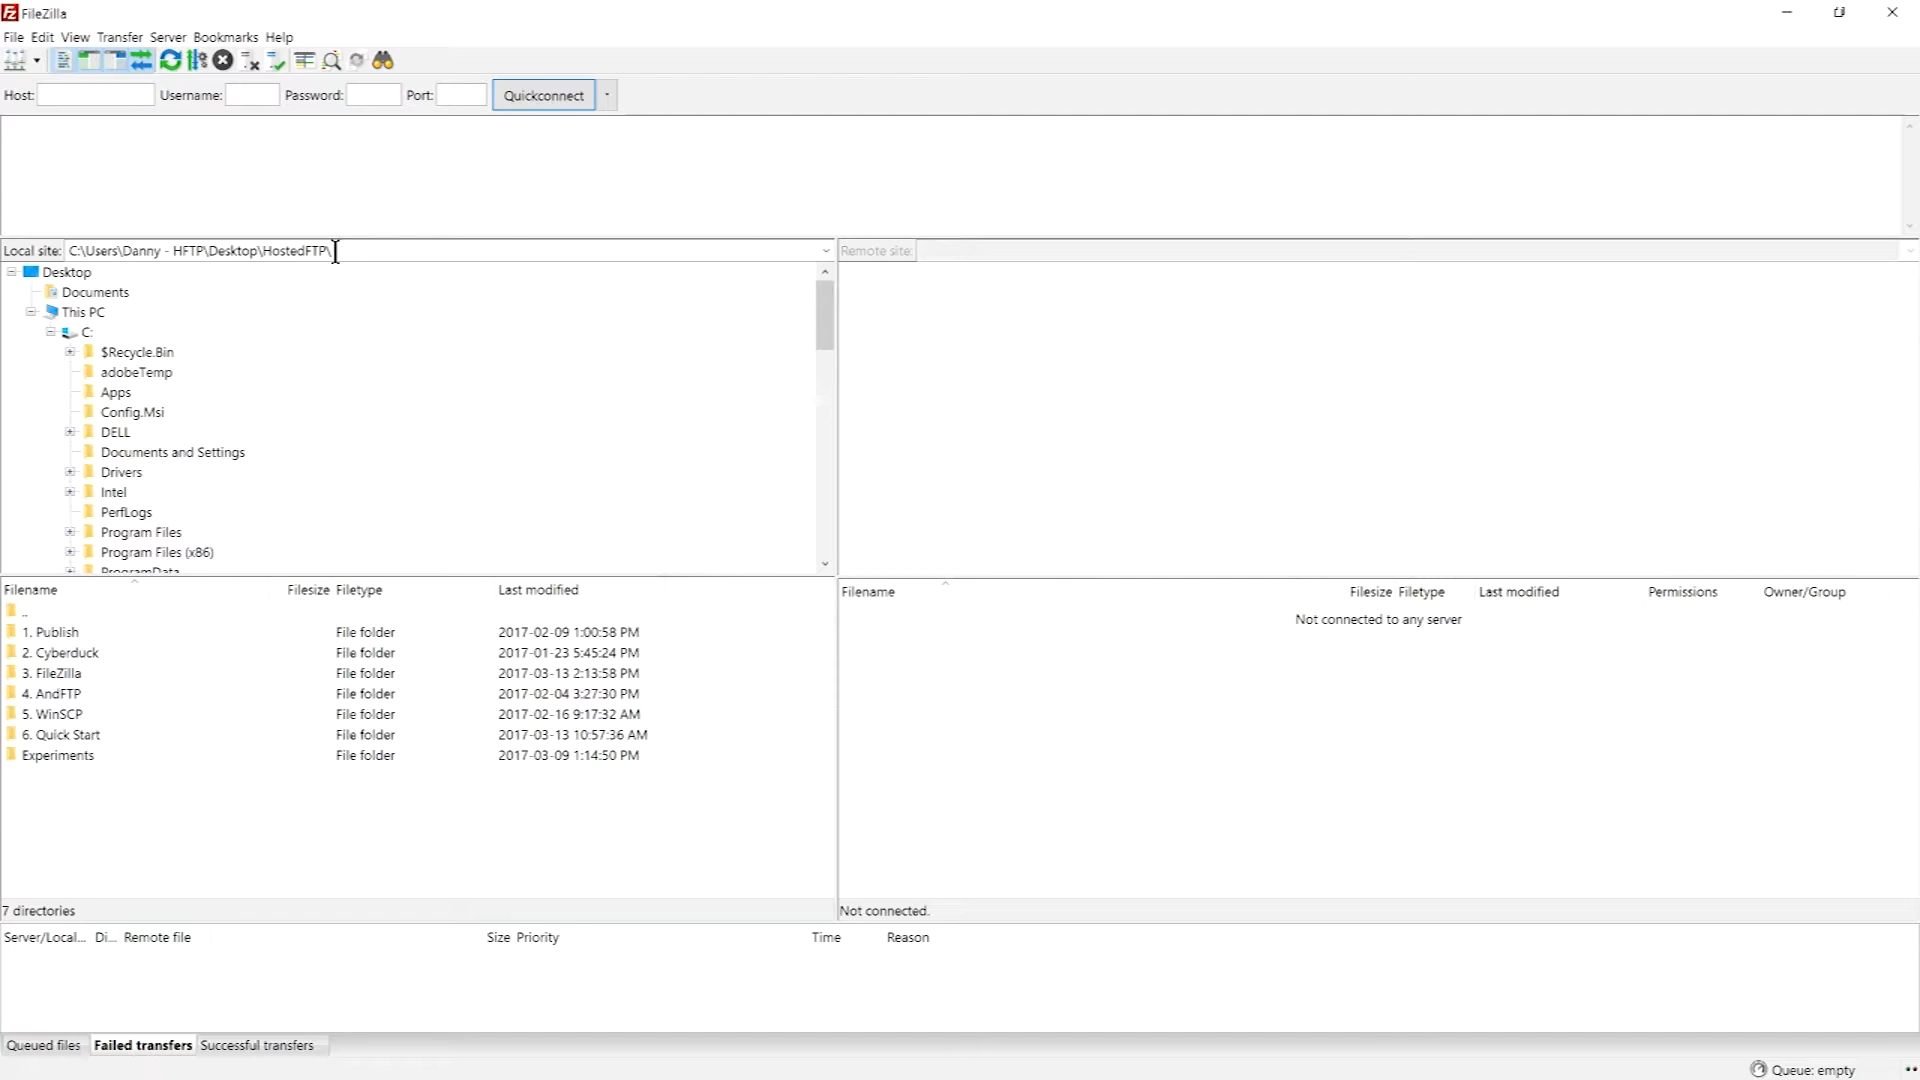 FileZilla
File Edit View Transfer Server Bookmarks Help
Host: Username: Password: Port: Quickconnect
Local site: C:\Users\Danny - HFTP\Desktop\HostedFTP\
Remote site:
Desktop
Documents
This PC
C:
$Recycle.Bin
adobeTemp
Apps
Config.Msi
DELL
Documents and Settings
Drivers
Intel
PerfLogs
Program Files
Program Files (x86)
ProgramData
Filename Filesize Filetype Last modified
..
1. Publish File folder 2017-02-09 1:00:58 PM
2. Cyberduck File folder 2017-01-23 5:45:24 PM
3. FileZilla File folder 2017-03-13 2:13:58 PM
4. AndFTP File folder 2017-02-04 3:27:30 PM
5. WinSCP File folder 2017-02-16 9:17:32 AM
6. Quick Start File folder 2017-03-13 10:57:36 AM
Experiments File folder 2017-03-09 1:14:50 PM
7 directories
Filename Filesize Filetype Last modified Permissions Owner/Group
Not connected to any server
Not connected.
Server/Local... Di... Remote file Size Priority Time Reason
Queued files Failed transfers Successful transfers
Queue: empty